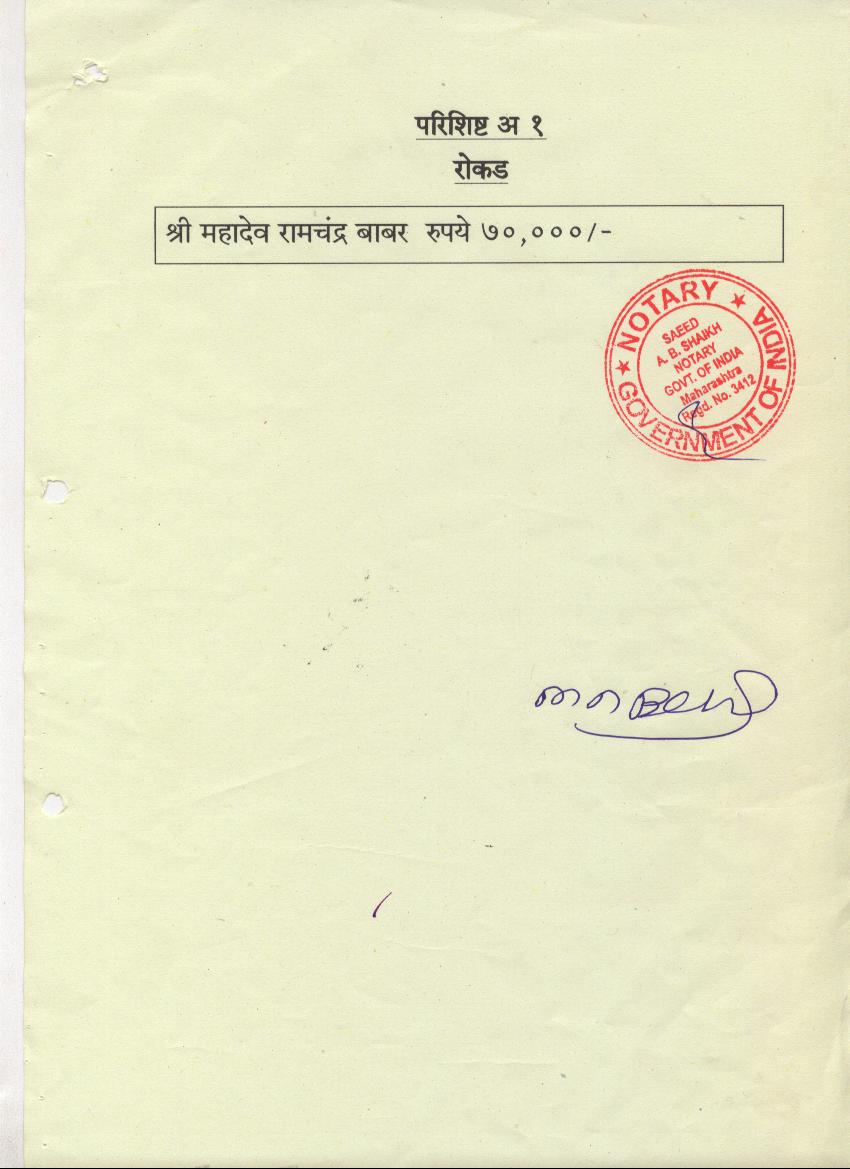 परिशिष्ट अ १
रोकड
श्री महादेव रामचंद्र बाबर रुपये ७०,०००/-
★ NOTARY ★
GOVERNMENT OF INDIA
SAEED
A. B. SHAIKH
NOTARY
GOVT. OF INDIA
Maharashtra
Regd. No. 3412